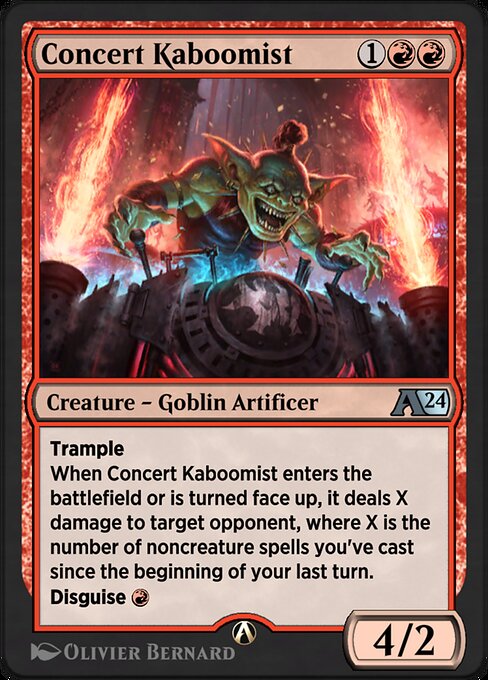 Concert Kaboomist 1
Creature – Goblin Artificer A24
Trample
When Concert Kaboomist enters the
battlefield or is turned face up, it deals X
damage to target opponent, where X is the
number of noncreature spells you've cast
since the beginning of your last turn.
Disguise
4/2
Olivier Bernard